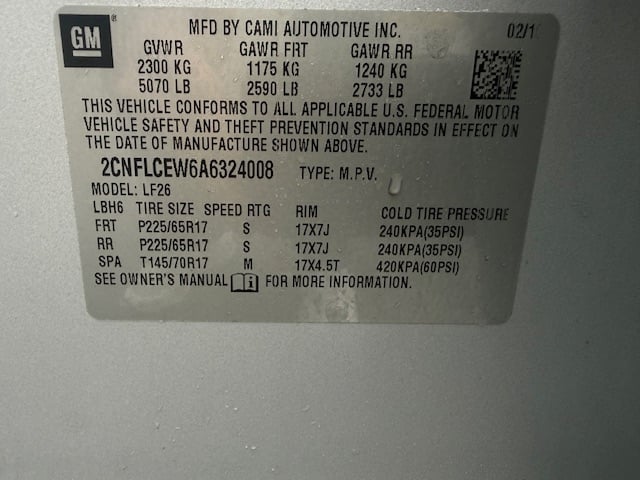 GM
MFD BY CAMI AUTOMOTIVE INC.
GVWR GAWR FRT GAWR RR
2300 KG 1175 KG 1240 KG
5070 LB 2590 LB 2733 LB
THIS VEHICLE CONFORMS TO ALL APPLICABLE U.S. FEDERAL MOTOR
VEHICLE SAFETY AND THEFT PREVENTION STANDARDS IN EFFECT ON
THE DATE OF MANUFACTURE SHOWN ABOVE.
2CNFLCEW6A6324008 TYPE: M.P.V.
MODEL: LF26
LBH6 TIRE SIZE SPEED RTG RIM COLD TIRE PRESSURE
FRT P225/65R17 S 17X7J 240KPA(35PSI)
RR P225/65R17 S 17X7J 240KPA(35PSI)
SPA T145/70R17 M 17X4.5T 420KPA(60PSI)
SEE OWNER'S MANUAL FOR MORE INFORMATION.